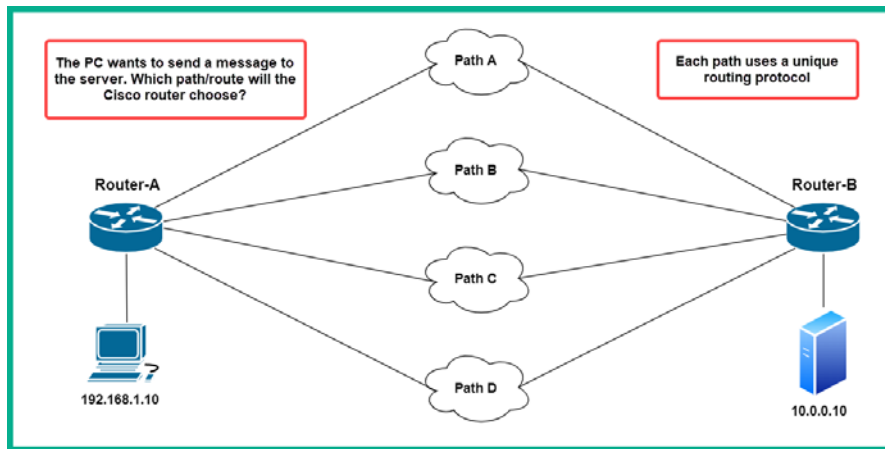 The PC wants to send a message to
the server. Which path/route will the
Cisco router choose?
Path A
Each path uses a unique
routing protocol
Path B
Router-A
Router-B
Path C
Path D
192.168.1.10
10.0.0.10